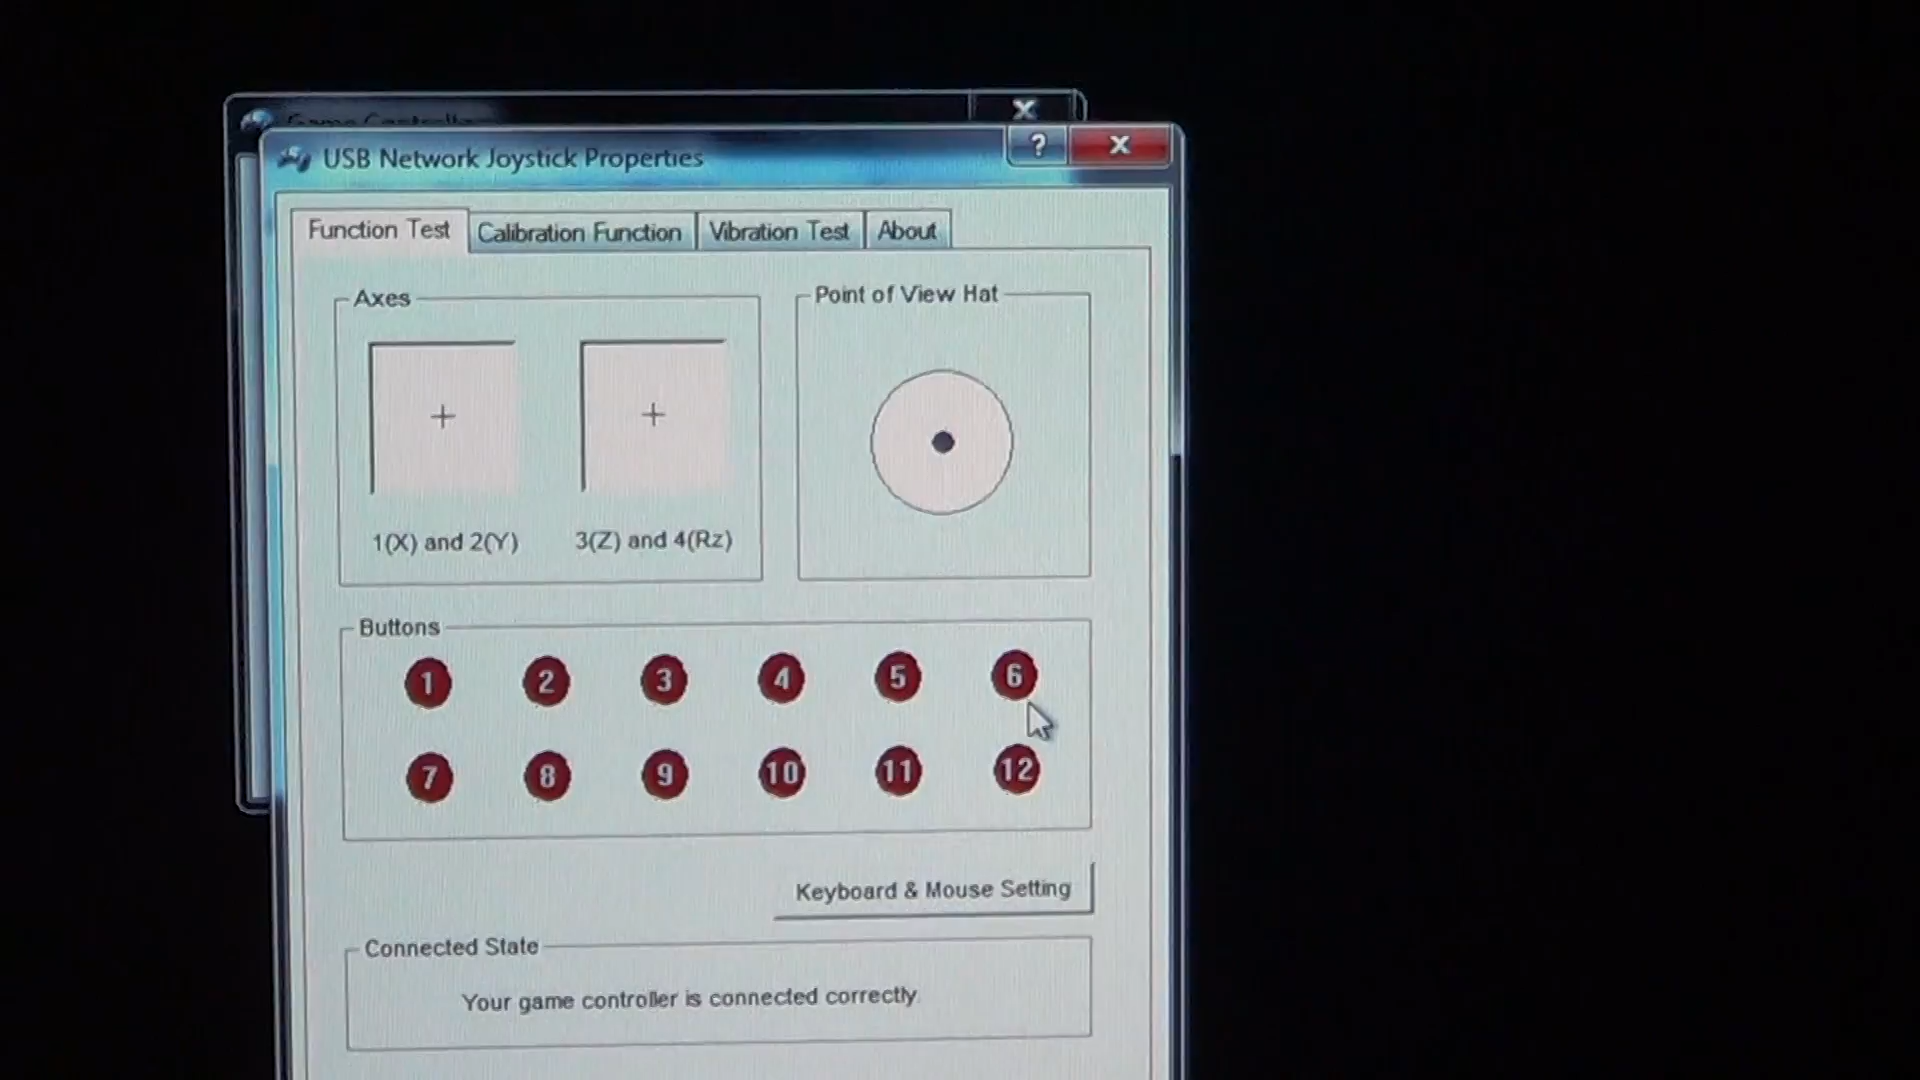 Game Controlle
USB Network Joystick Properties
?
Function Test
Calibration Function
Vibration Test
About
Axes
Point of View Hat
1(X) and 2(Y)
3(Z) and 4(Rz)
Buttons
1 2 3 4 5 6
7 8 9 10 11 12
Keyboard & Mouse Setting
Connected State
Your game controller is connected correctly.